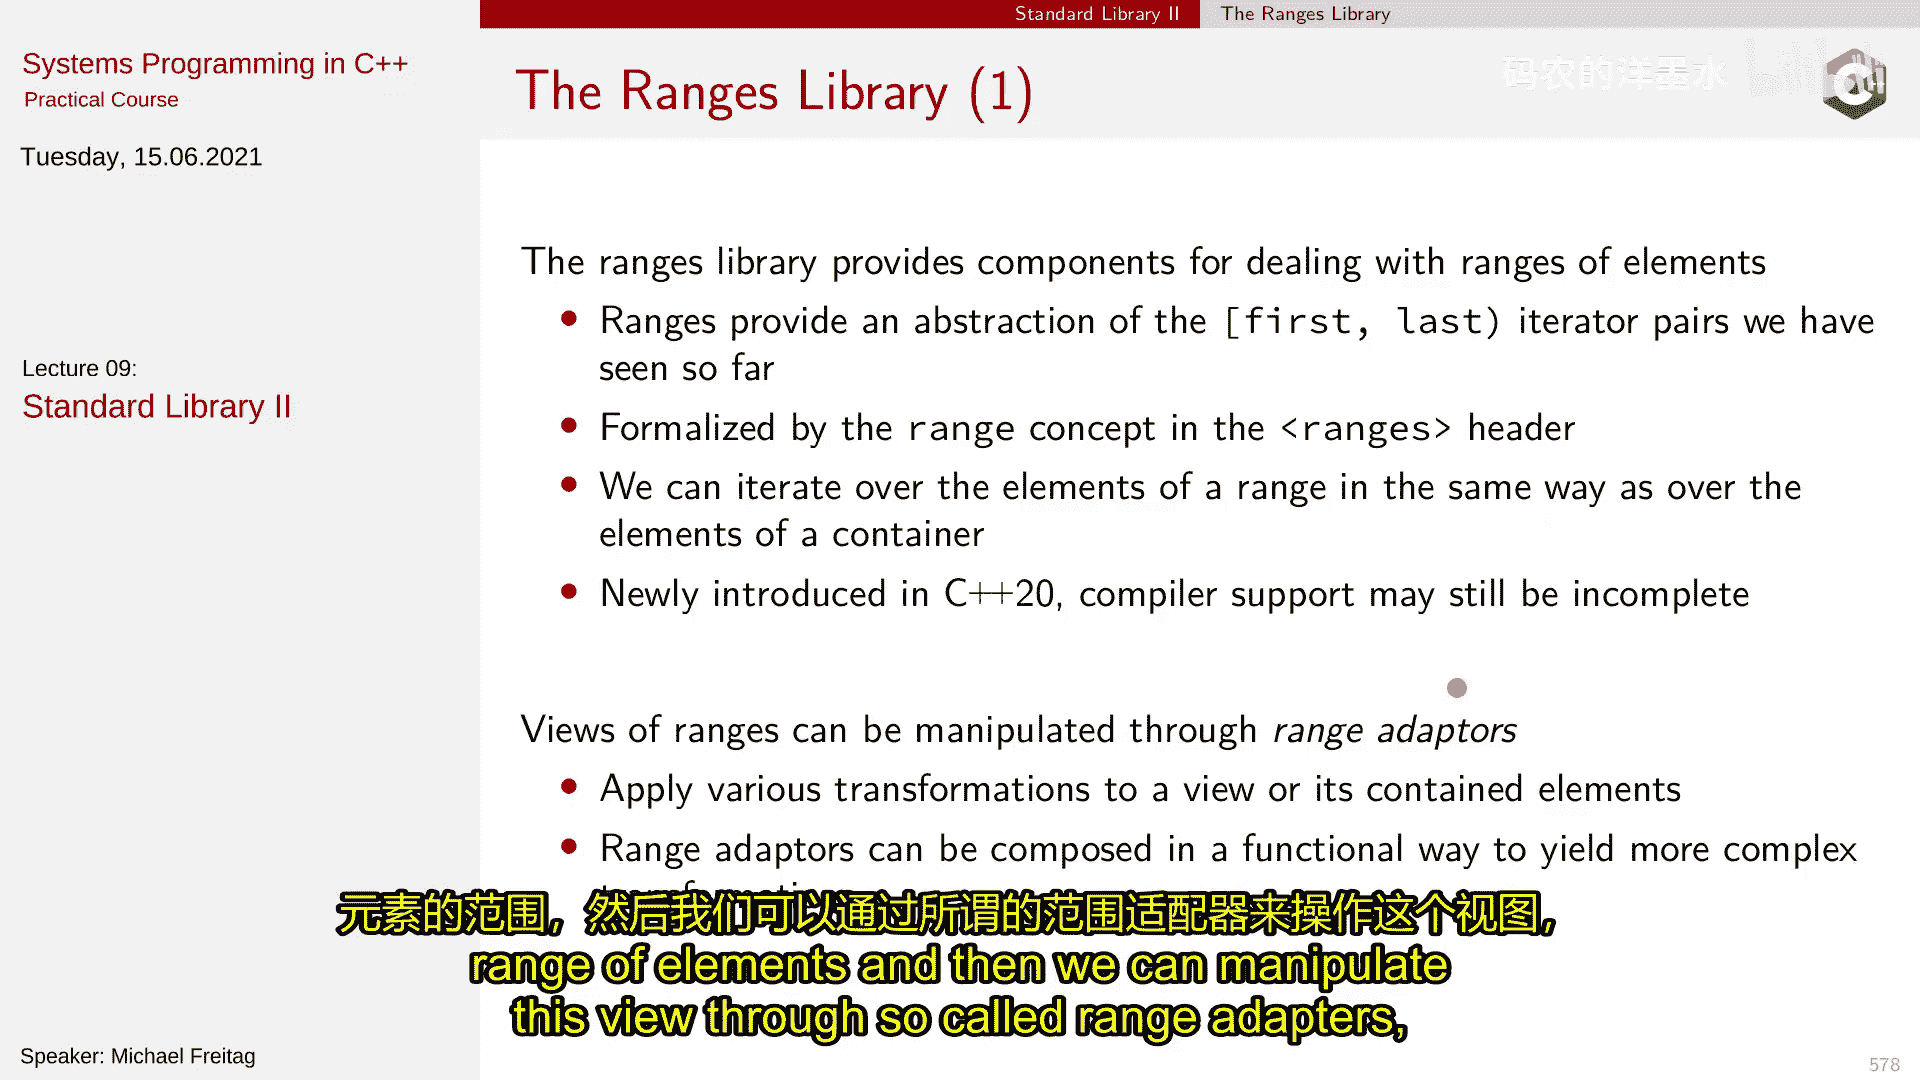 Standard Library II
The Ranges Library
Systems Programming in C++
Practical Course
Tuesday, 15.06.2021
Lecture 09:
Standard Library II
Speaker: Michael Freitag
The Ranges Library (1)
码农的洋墨水
The ranges library provides components for dealing with ranges of elements
Ranges provide an abstraction of the [first, last) iterator pairs we have
seen so far
Formalized by the range concept in the <ranges> header
We can iterate over the elements of a range in the same way as over the
elements of a container
Newly introduced in C++20, compiler support may still be incomplete
Views of ranges can be manipulated through range adaptors
Apply various transformations to a view or its contained elements
Range adaptors can be composed in a functional way to yield more complex
元素的范围，然后我们可以通过所谓的范围适配器来操作这个视图，
range of elements and then we can manipulate
this view through so called range adapters,
578